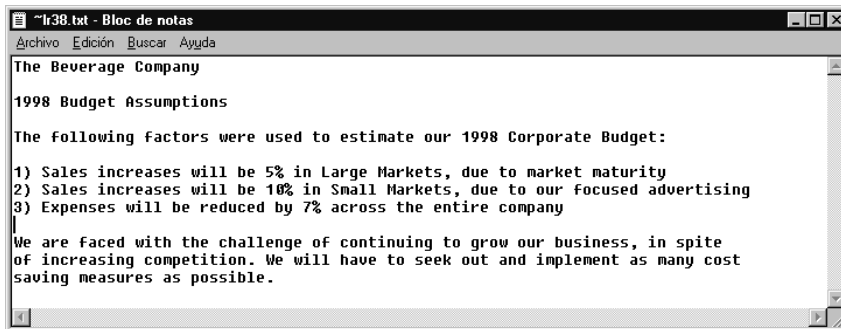 ~lr38.txt - Bloc de notas
Archivo Edición Buscar Ayuda
The Beverage Company
1998 Budget Assumptions
The following factors were used to estimate our 1998 Corporate Budget:
1) Sales increases will be 5% in Large Markets, due to market maturity
2) Sales increases will be 10% in Small Markets, due to our focused advertising
3) Expenses will be reduced by 7% across the entire company
We are faced with the challenge of continuing to grow our business, in spite
of increasing competition. We will have to seek out and implement as many cost
saving measures as possible.